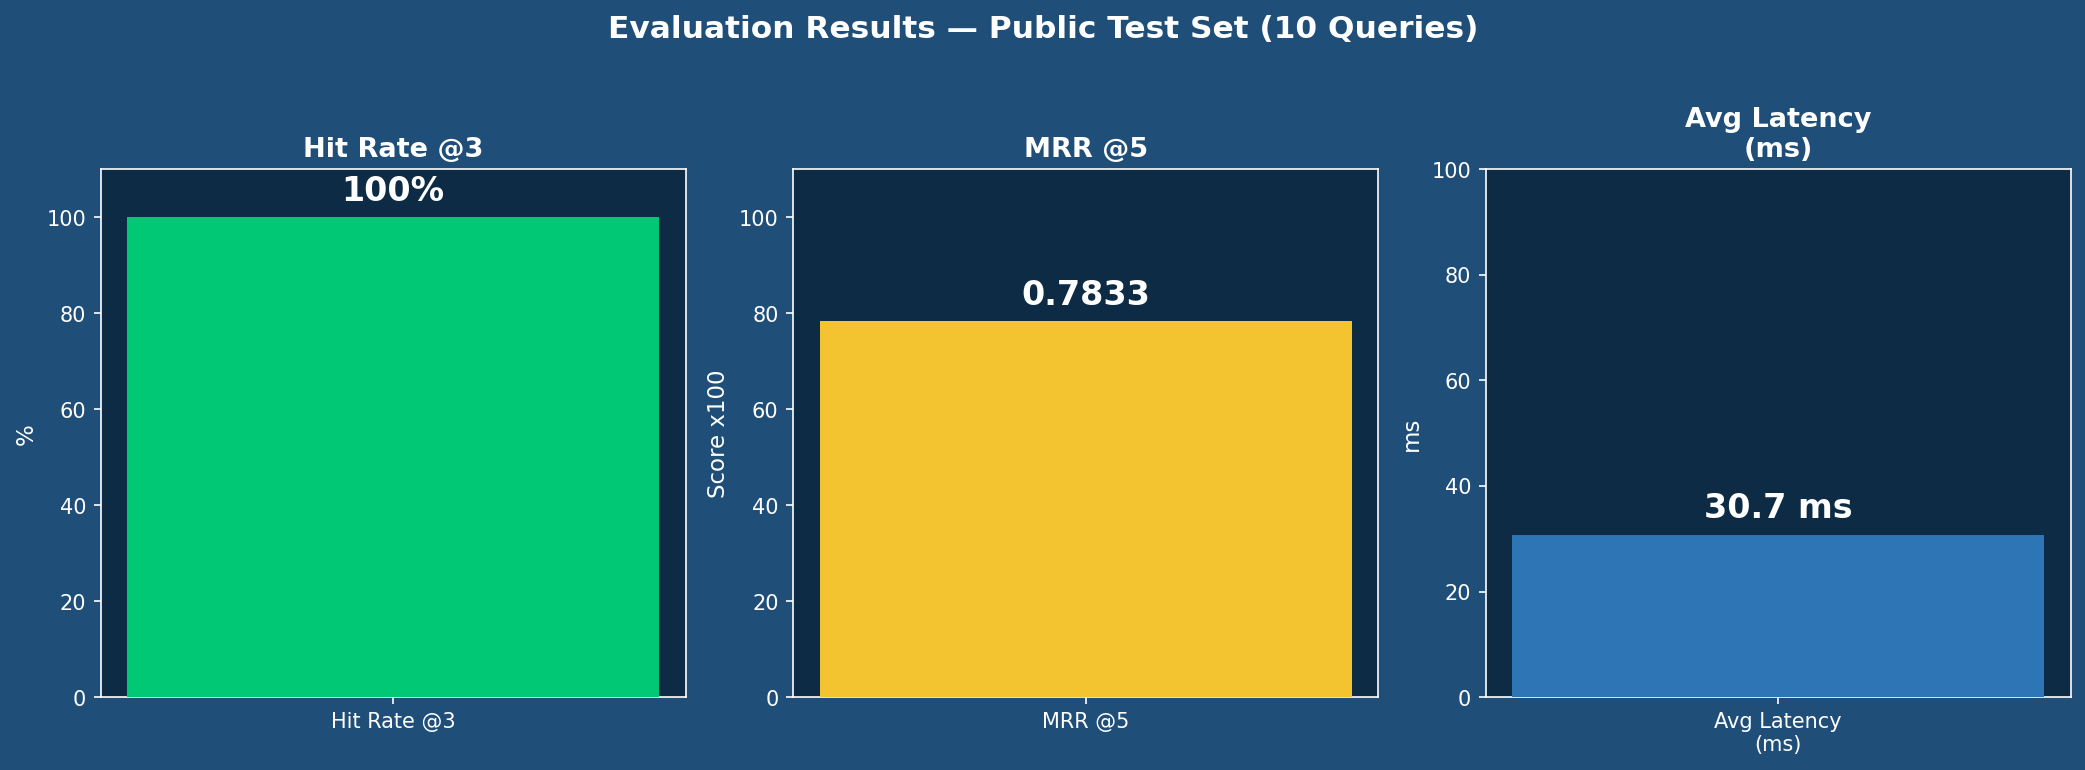 Evaluation Results — Public Test Set (10 Queries)
Hit Rate @3
100%
100
80
60
40
20
0
%
Hit Rate @3
MRR @5
0.7833
100
80
60
40
20
0
Score x100
MRR @5
Avg Latency
(ms)
30.7 ms
100
80
60
40
20
0
ms
Avg Latency
(ms)